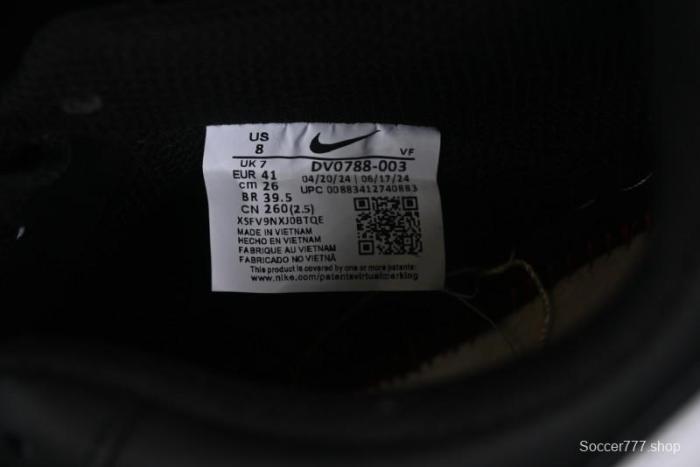 US
8
VF
UK 7
DV0788-003
EUR 41
04/20/24 | 06/17/24
cm 26
UPC 00883412740883
BR 39.5
CN 260(2.5)
XSFV9NXJ0BTQE
MADE IN VIETNAM
HECHO EN VIETNAM
FABRIQUE AU VIETNAM
FABRICADO NO VIETNÃ
This product is covered by one or more patents:
www.nike.com/patentsvirtualmarking
Soccer777.shop